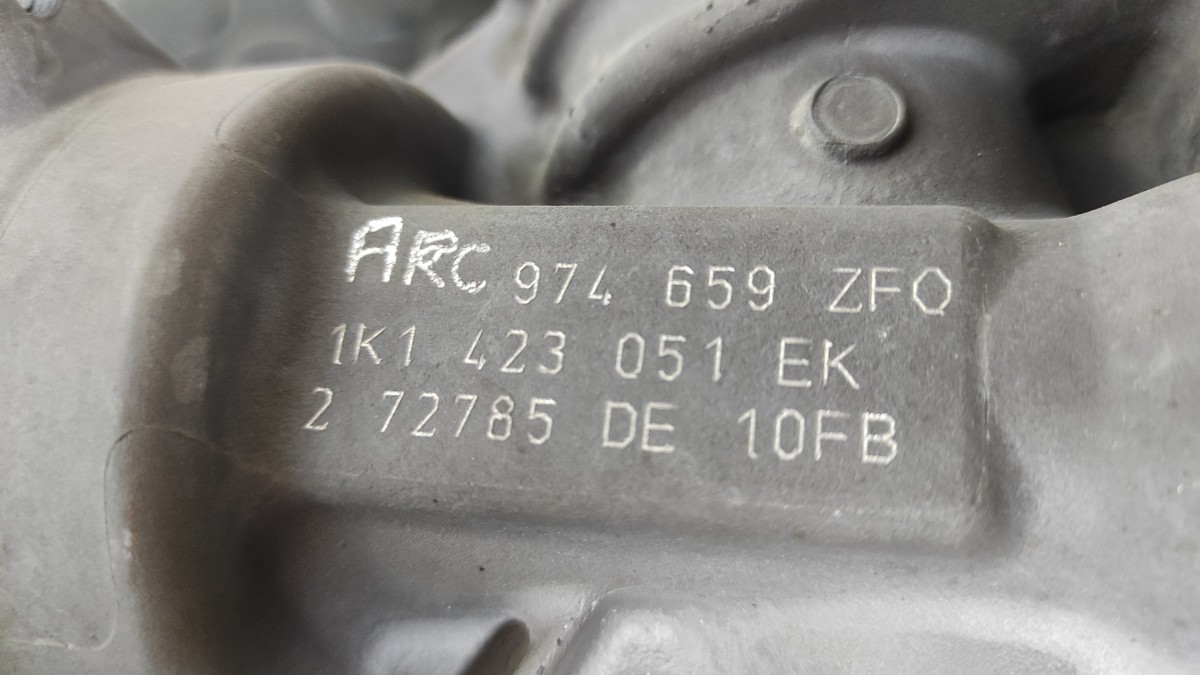 ARC 974 659 ZFO
1K1 423 051 EK
2 72785 DE 10FB